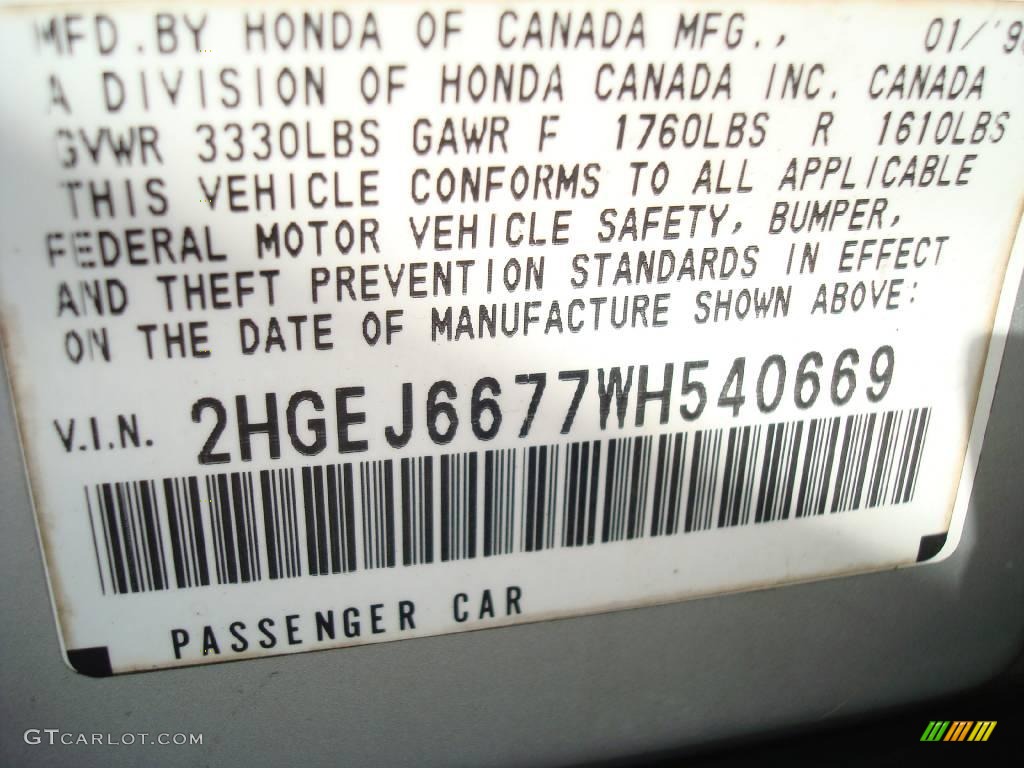 MFD.BY HONDA OF CANADA MFG., 01/'9
A DIVISION OF HONDA CANADA INC. CANADA
GVWR 3330LBS GAWR F 1760LBS R 1610LBS
THIS VEHICLE CONFORMS TO ALL APPLICABLE
FEDERAL MOTOR VEHICLE SAFETY, BUMPER,
AND THEFT PREVENTION STANDARDS IN EFFECT
ON THE DATE OF MANUFACTURE SHOWN ABOVE:
V.I.N. 2HGEJ6677WH540669
PASSENGER CAR
GTCARLOT.COM